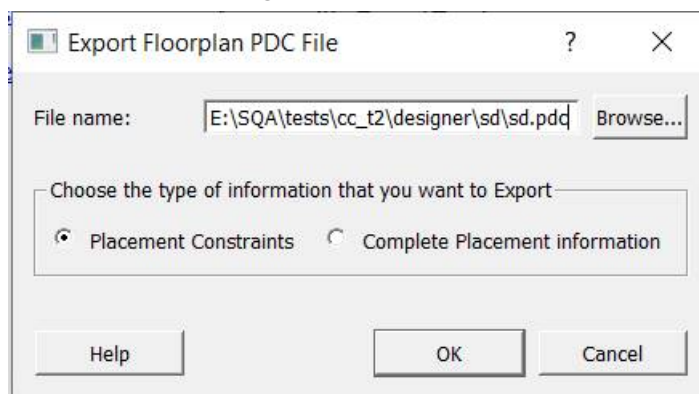 Export Floorplan PDC File ?
File name: E:\SQA\tests\cc_t2\designer\sd\sd.pdc Browse...
Choose the type of information that you want to Export
Placement Constraints Complete Placement information
Help OK Cancel